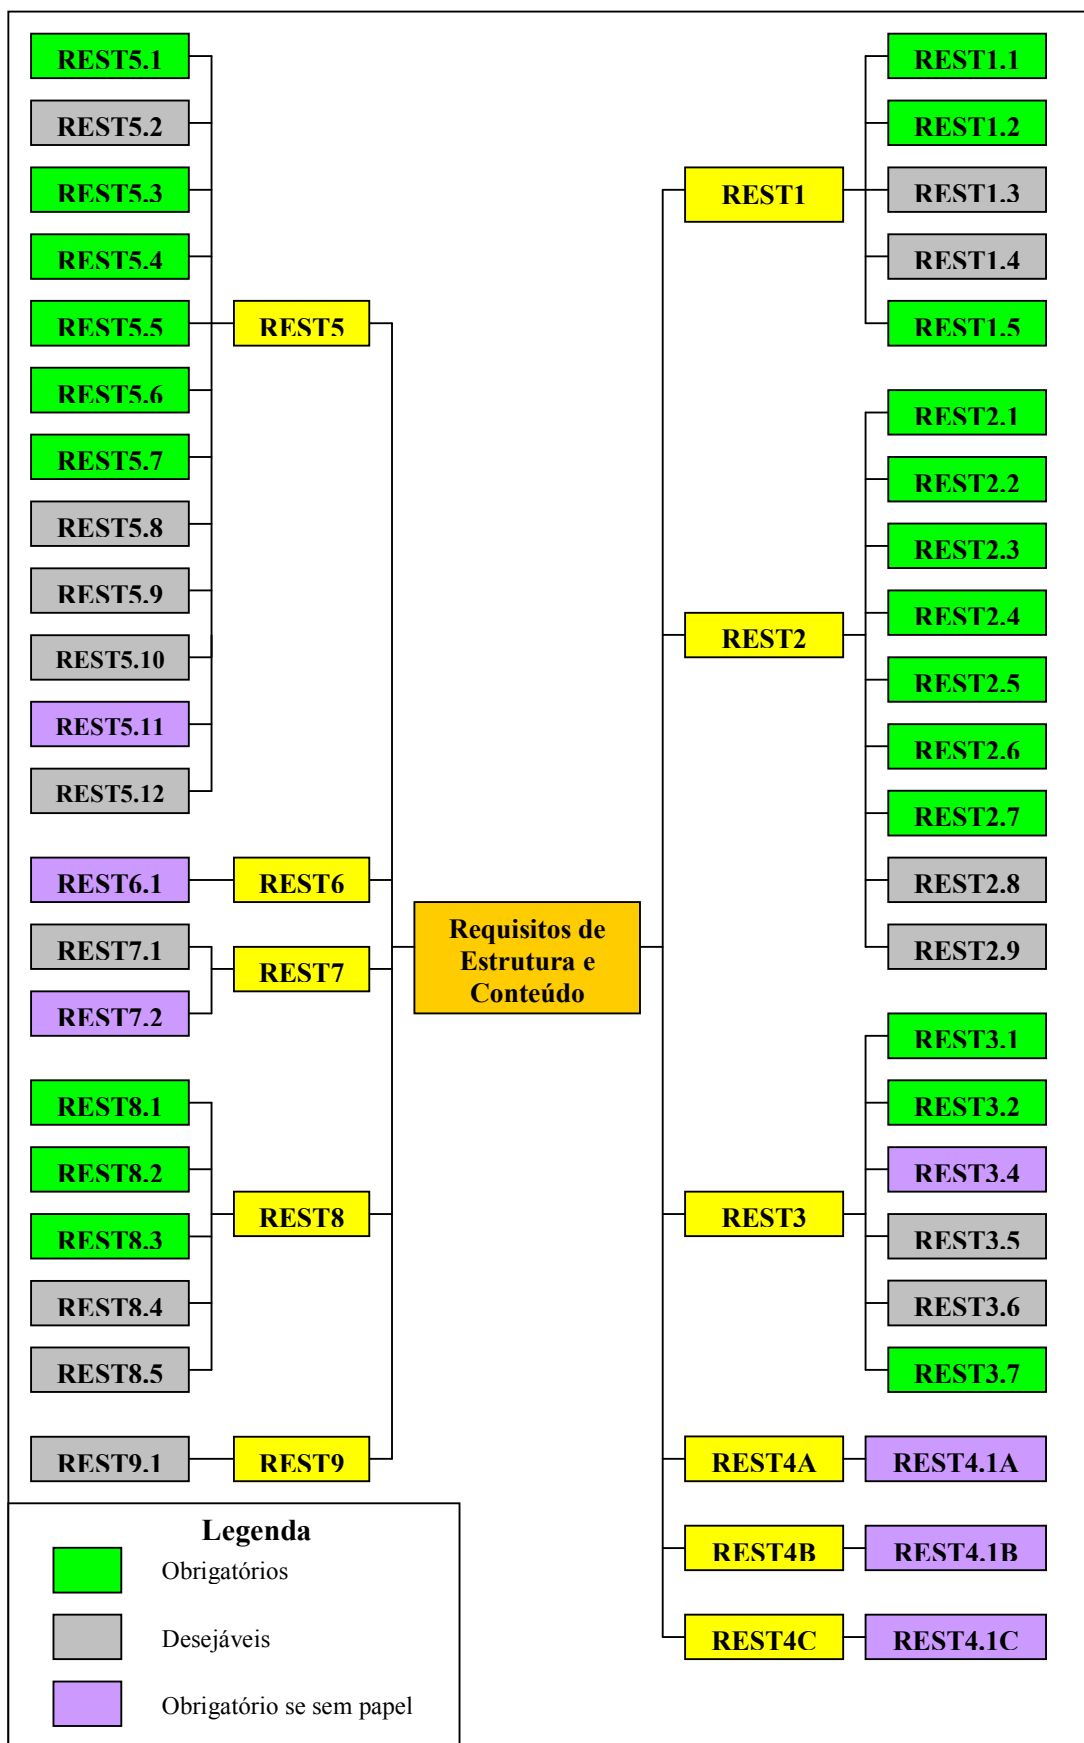 REST5.1
REST5.2
REST5.3
REST5.4
REST5.5
REST5.6
REST5.7
REST5.8
REST5.9
REST5.10
REST5.11
REST5.12
REST5
REST6.1
REST6
REST7.1
REST7.2
REST7
REST8.1
REST8.2
REST8.3
REST8.4
REST8.5
REST8
REST9.1
REST9
Requisitos de
Estrutura e
Conteúdo
REST1
REST1.1
REST1.2
REST1.3
REST1.4
REST1.5
REST2
REST2.1
REST2.2
REST2.3
REST2.4
REST2.5
REST2.6
REST2.7
REST2.8
REST2.9
REST3
REST3.1
REST3.2
REST3.4
REST3.5
REST3.6
REST3.7
REST4A
REST4.1A
REST4B
REST4.1B
REST4C
REST4.1C
Legenda
Obrigatórios
Desejáveis
Obrigatório se sem papel